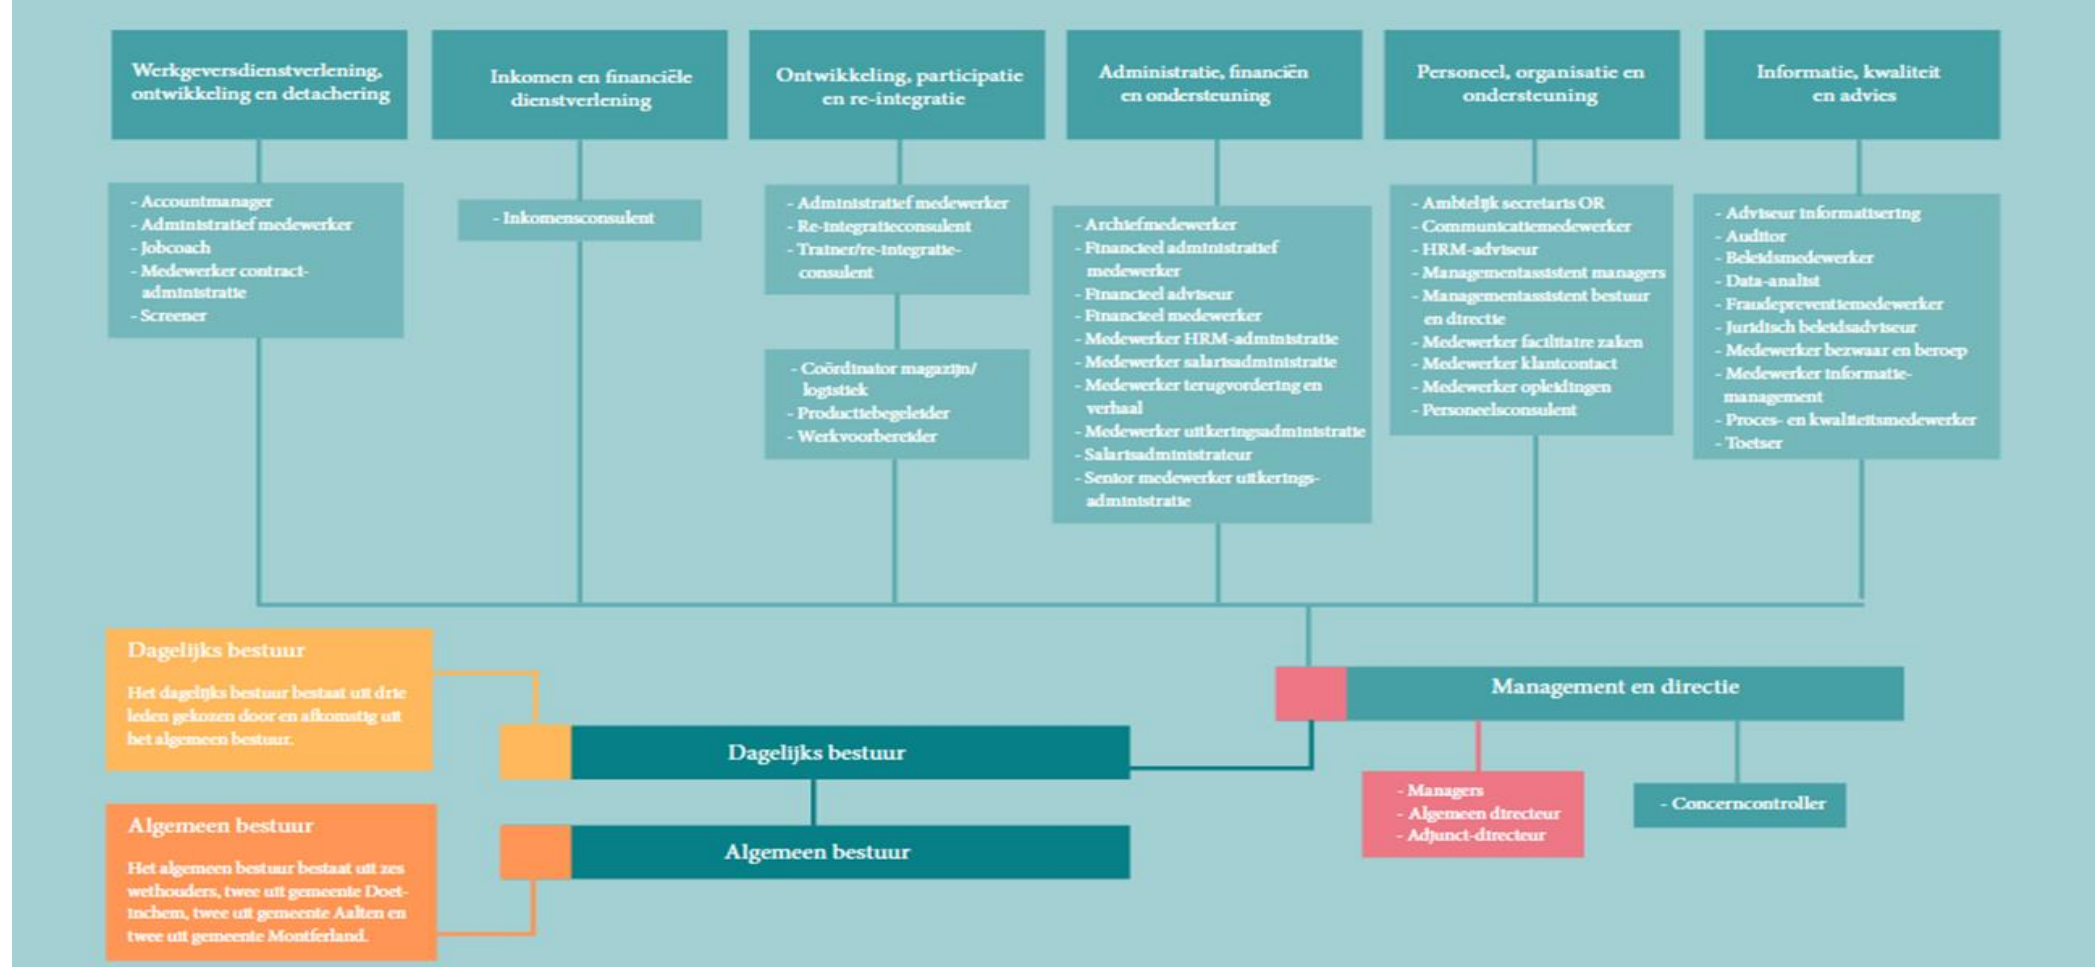 Werkgeversdienstverlening,
ontwikkeling en detachering
- Accountmanager
- Administratief medewerker
- Jobcoach
- Medewerker contract-
administratie
- Screener
Inkomen en financiële
dienstverlening
- Inkomensconsulent
Ontwikkeling, participatie
en re-integratie
- Administratief medewerker
- Re-integratieconsulent
- Trainer/re-integratie-
consulent
- Coördinator magazijn/
logistiek
- Productiebegeleider
- Werkvoorbereider
Administratie, financiën
en ondersteuning
- Archiefmedewerker
- Financieel administratief
medewerker
- Financieel adviseur
- Financieel medewerker
- Medewerker HRM-administratie
- Medewerker salarisadministratie
- Medewerker terugvordering en
verhaal
- Medewerker uitkeringsadministratie
- Salarisadministrateur
- Senior medewerker uitkerings-
administratie
Personeel, organisatie en
ondersteuning
- Ambtelijk secretaris OR
- Communicatiemedewerker
- HRM-adviseur
- Managementassistent managers
- Managementassistent bestuur
en directie
- Medewerker facilitaire zaken
- Medewerker klantcontact
- Medewerker opleidingen
- Personeelsconsulent
Informatie, kwaliteit
en advies
- Adviseur informatisering
- Auditor
- Beleidsmedewerker
- Data-analist
- Fraudepreventiemedewerker
- Juridisch beleidsadviseur
- Medewerker bezwaar en beroep
- Medewerker informatie-
management
- Proces- en kwaliteitsmedewerker
- Toetser
Dagelijks bestuur
Het dagelijks bestuur bestaat uit drie
leden gekozen door en afkomstig uit
het algemeen bestuur.
Algemeen bestuur
Het algemeen bestuur bestaat uit zes
wethouders, twee uit gemeente Doet-
inchem, twee uit gemeente Aalten en
twee uit gemeente Montferland.
Dagelijks bestuur
Algemeen bestuur
Management en directie
- Managers
- Algemeen directeur
- Adjunct-directeur
- Concerncontroller